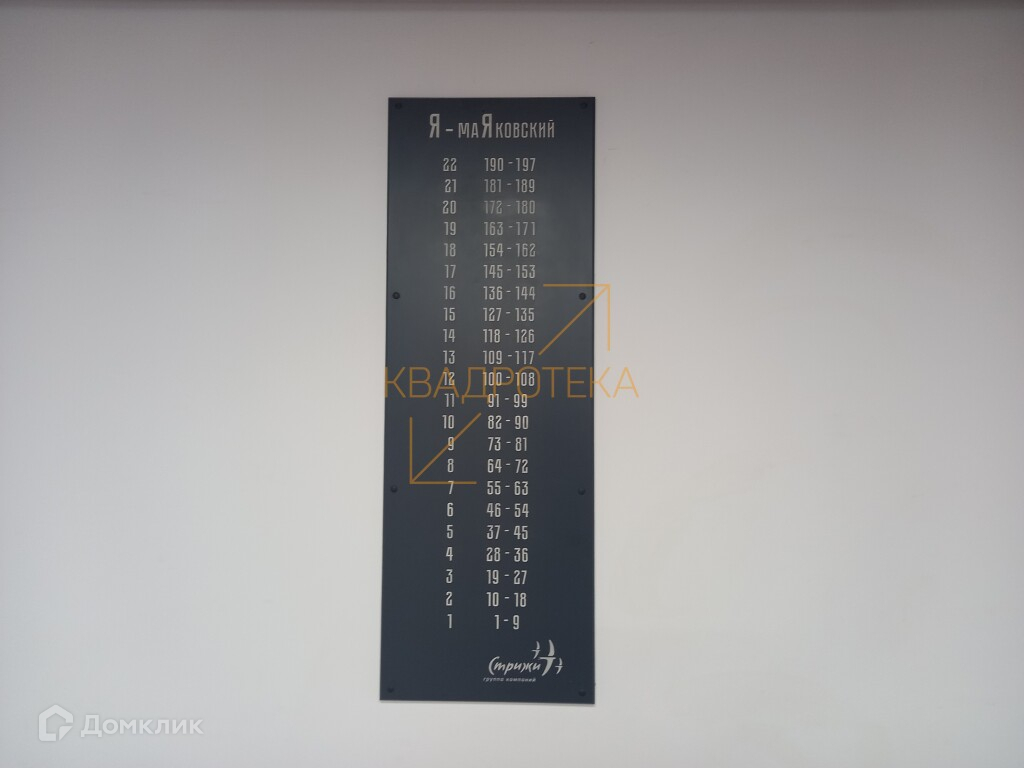 Я - маЯковский
22 190 - 197
21 181 - 189
20 172 - 180
19 163 - 171
18 154 - 162
17 145 - 153
16 136 - 144
15 127 - 135
14 118 - 126
13 109 - 117
12 100 - 108
КВАДРОТЕКА
11 91 - 99
10 82 - 90
9 73 - 81
8 64 - 72
7 55 - 63
6 46 - 54
5 37 - 45
4 28 - 36
3 19 - 27
2 10 - 18
1 1 - 9
Стрижи
группа компаний
Домклик